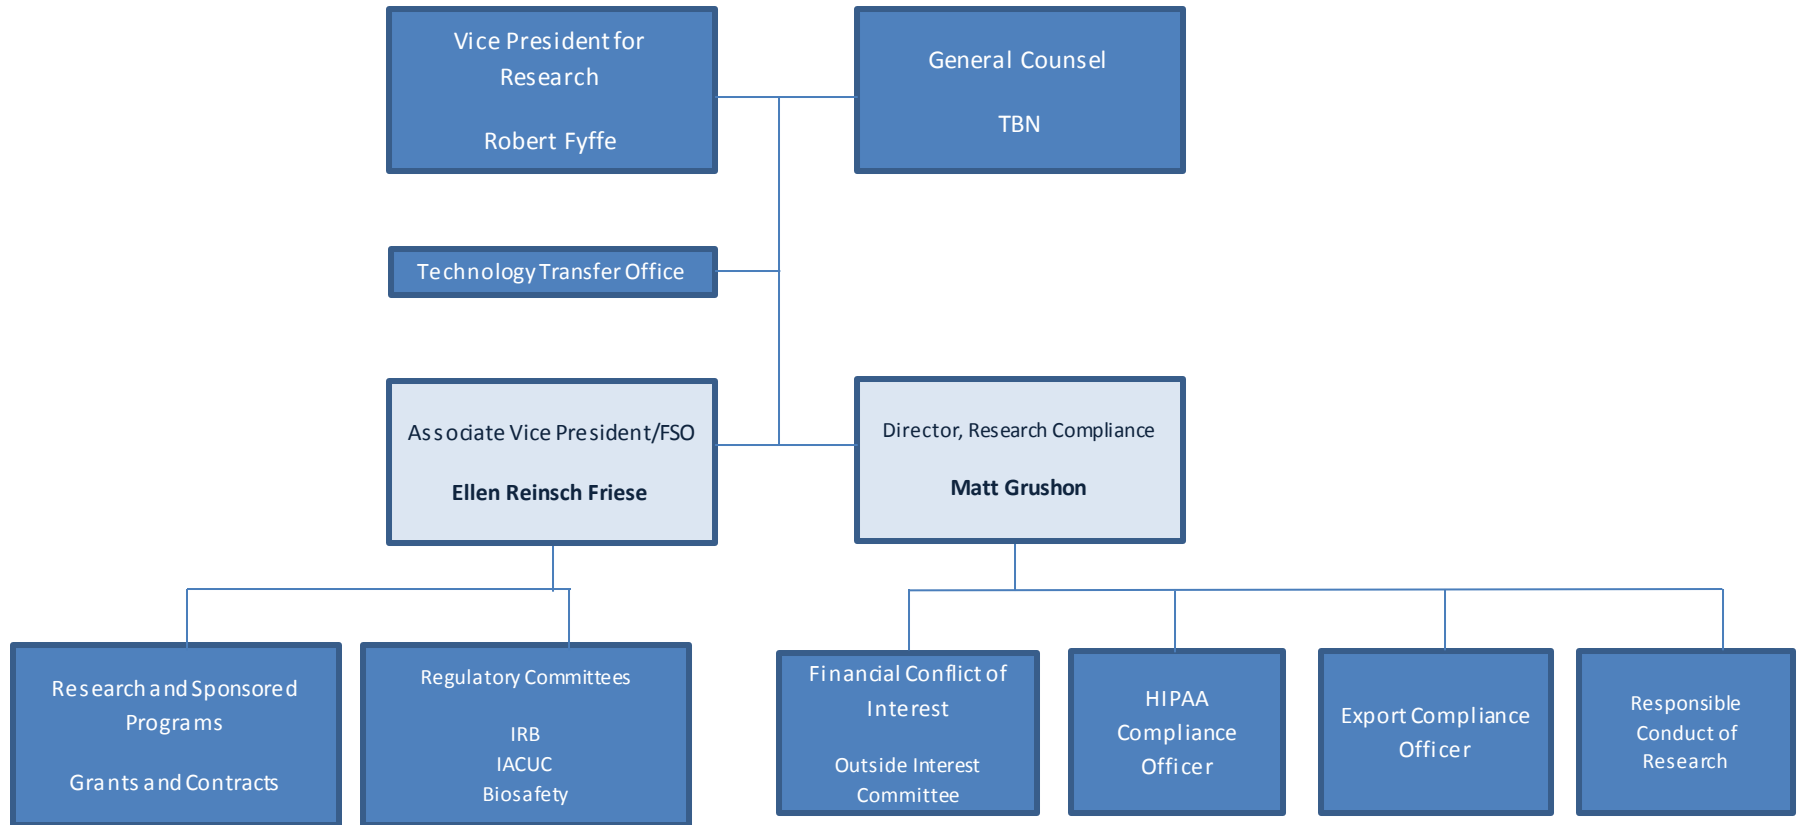 Vice President for
Research
Robert Fyffe
General Counsel
TBN
Technology Transfer Office
Associate Vice President/FSO
Ellen Reinsch Friese
Director, Research Compliance
Matt Grushon
Research and Sponsored
Programs
Grants and Contracts
Regulatory Committees
IRB
IACUC
Biosafety
Financial Conflict of
Interest
Outside Interest
Committee
HIPAA
Compliance
Officer
Export Compliance
Officer
Responsible
Conduct of
Research